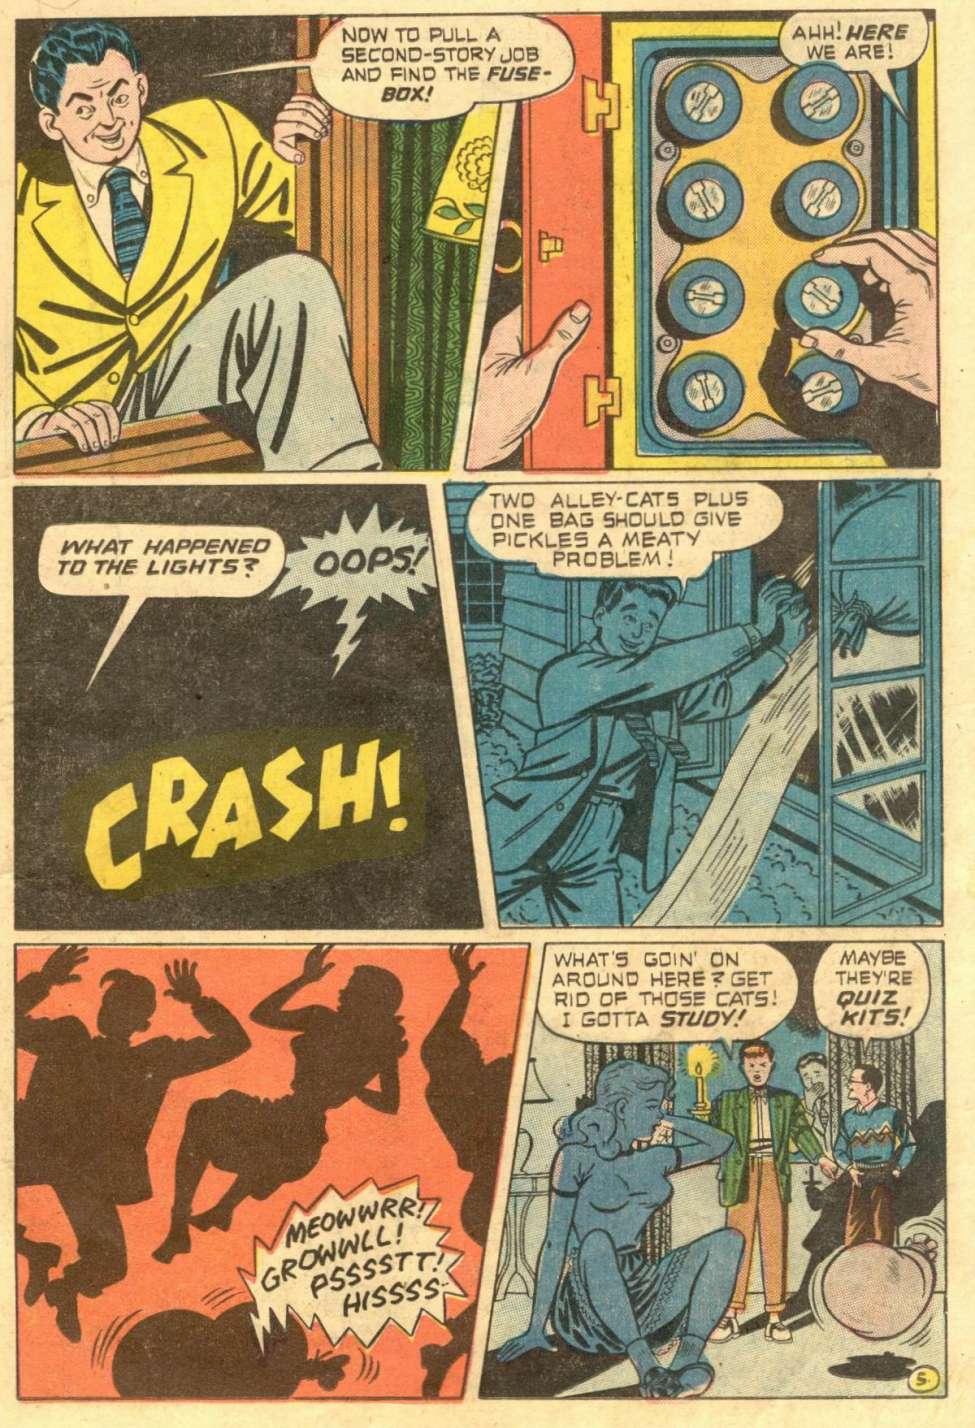 NOW TO PULL A
SECOND-STORY JOB
AND FIND THE FUSE-
BOX!
AHH! HERE
WE ARE!
WHAT HAPPENED
TO THE LIGHTS?
OOPS!
CRASH!
TWO ALLEY-CATS PLUS
ONE BAG SHOULD GIVE
PICKLES A MEATY
PROBLEM!
MEOWWRR!
GROWWLL!
PSSSSTT!
HISSSS-
WHAT'S GOIN' ON
AROUND HERE? GET
RID OF THOSE CATS!
I GOTTA STUDY!
MAYBE
THEY'RE
QUIZ
KITS!
5.